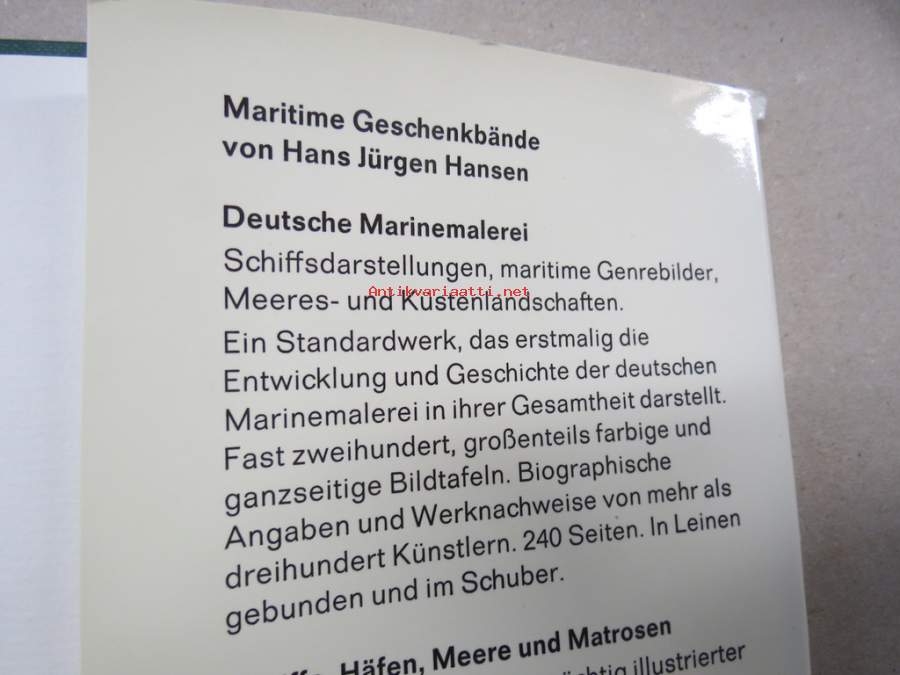 Maritime Geschenkbände
von Hans Jürgen Hansen
Deutsche Marinemalerei
Schiffsdarstellungen, maritime Genrebilder,
Antikvariaatti.net
Meeres- und Küstenlandschaften.
Ein Standardwerk, das erstmalig die
Entwicklung und Geschichte der deutschen
Marinemalerei in ihrer Gesamtheit darstellt.
Fast zweihundert, großenteils farbige und
ganzseitige Bildtafeln. Biographische
Angaben und Werknachweise von mehr als
dreihundert Künstlern. 240 Seiten. In Leinen
gebunden und im Schuber.
Häfen, Meere und Matrosen
illustrierter